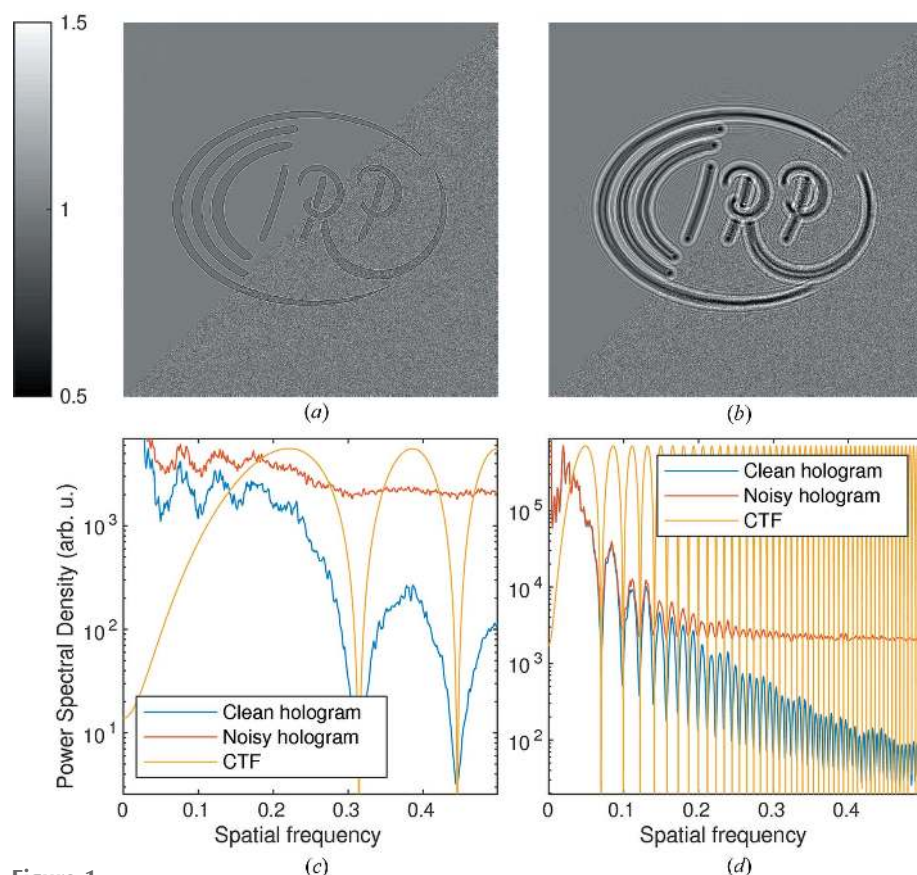 1.5
1
0.5
IRP
IRP
(a)
(b)
Power Spectral Density (arb. u.)
10^3
10^2
10^1
Clean hologram
Noisy hologram
CTF
0 0.1 0.2 0.3 0.4
Spatial frequency
(c)
10^5
10^4
10^3
10^2
Clean hologram
Noisy hologram
CTF
0 0.1 0.2 0.3 0.4
Spatial frequency
(d)
Figure 1